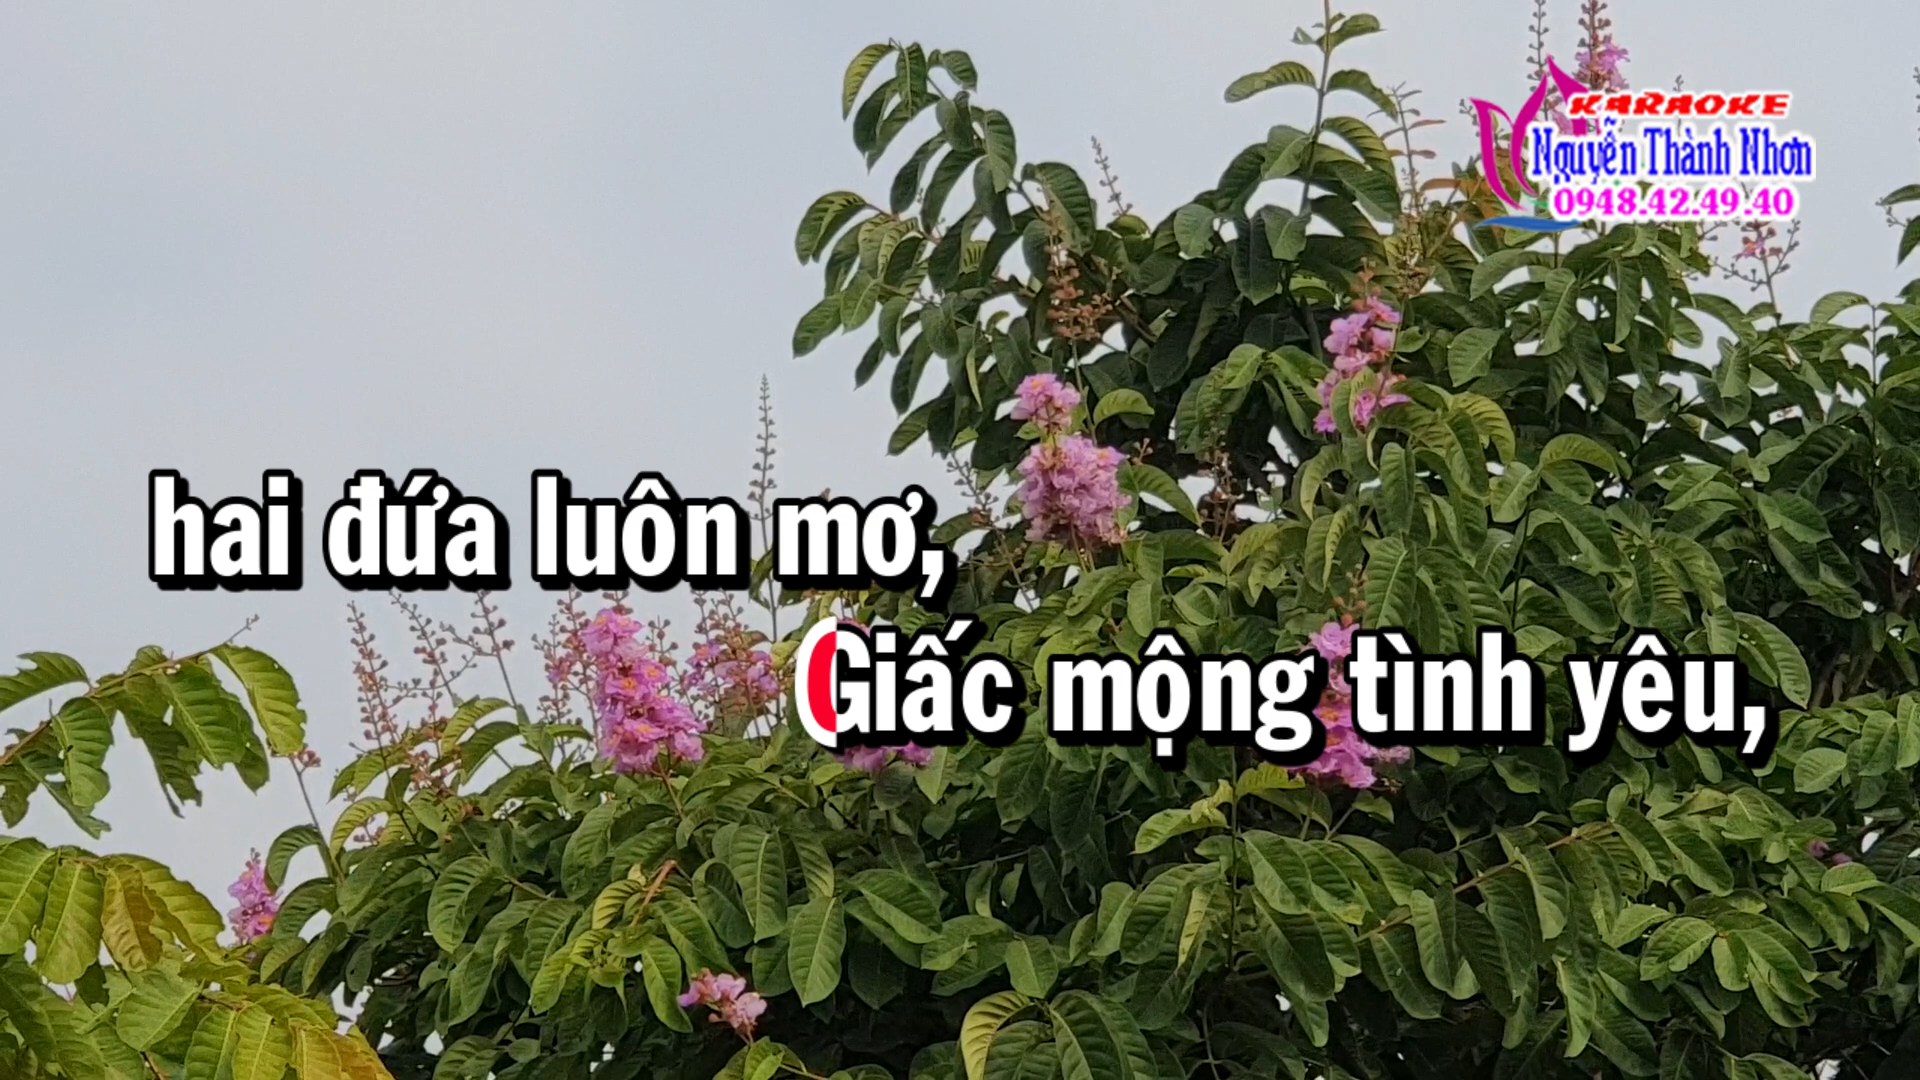 KARAOKE
Nguyễn Thành Nhơn
0948.42.49.40
hai đứa luôn mơ,
Giấc mộng tình yêu,